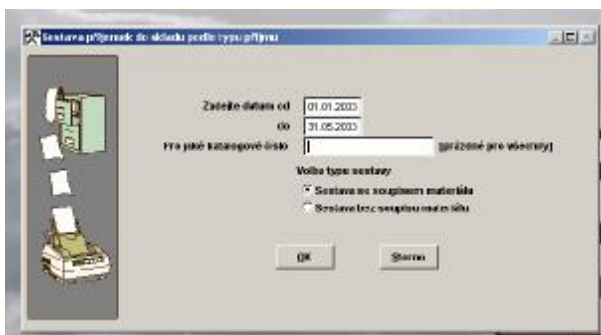 Sestava příjemek do skladu podle typu příjmu
Zadejte datum od 01.01.2003
do 31.05.2003
Pro jaké katalogové číslo (prázdné pro všechny)
Volba typu sestavy
Sestava se soupisem materiálu
Sestava bez soupisu materiálu
OK Storno